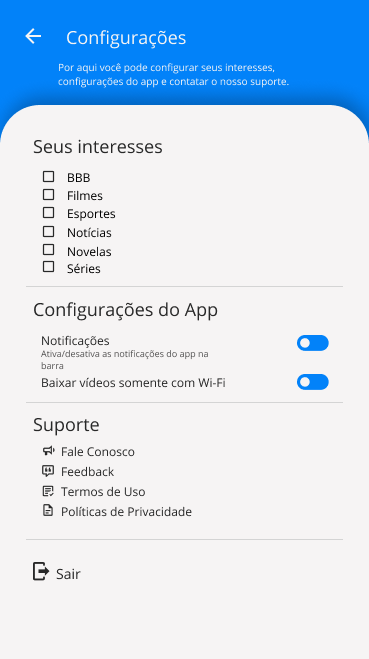 Configurações
Por aqui você pode configurar seus interesses,
configurações do app e contatar o nosso suporte.
Seus interesses
BBB
Filmes
Esportes
Notícias
Novelas
Séries
Configurações do App
Notificações
Ativa/desativa as notificações do app na
barra
Baixar vídeos somente com Wi-Fi
Suporte
Fale Conosco
Feedback
Termos de Uso
Políticas de Privacidade
Sair